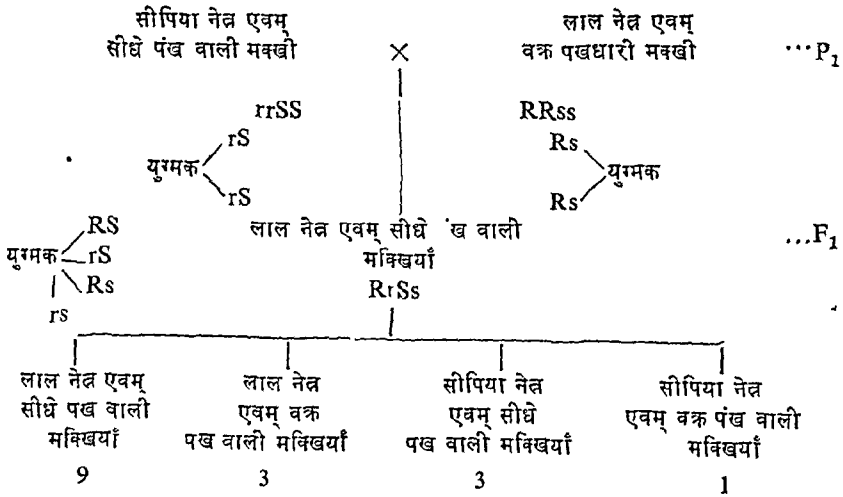 सीपिया नेत्र एवम्
सीधे पंख वाली मक्खी
×
लाल नेत्र एवम्
वक्र पखधारी मक्खी
...P₁
rrSS
RRss
युग्मक
rS
rS
Rs
Rs
युग्मक
लाल नेत्र एवम् सीधे ंख वाली
मक्खियाँ
...F₁
RrSs
युग्मक
RS
rS
Rs
rs
लाल नेत्र एवम्
सीधे पख वाली
मक्खियाँ
9
लाल नेत्र
एवम् वक्र
पख वाली मक्खियाँ
3
सीपिया नेत्र
एवम् सीधे
पख वाली मक्खियाँ
3
सीपिया नेत्र
एवम् वक्र पंख वाली
मक्खियाँ
1